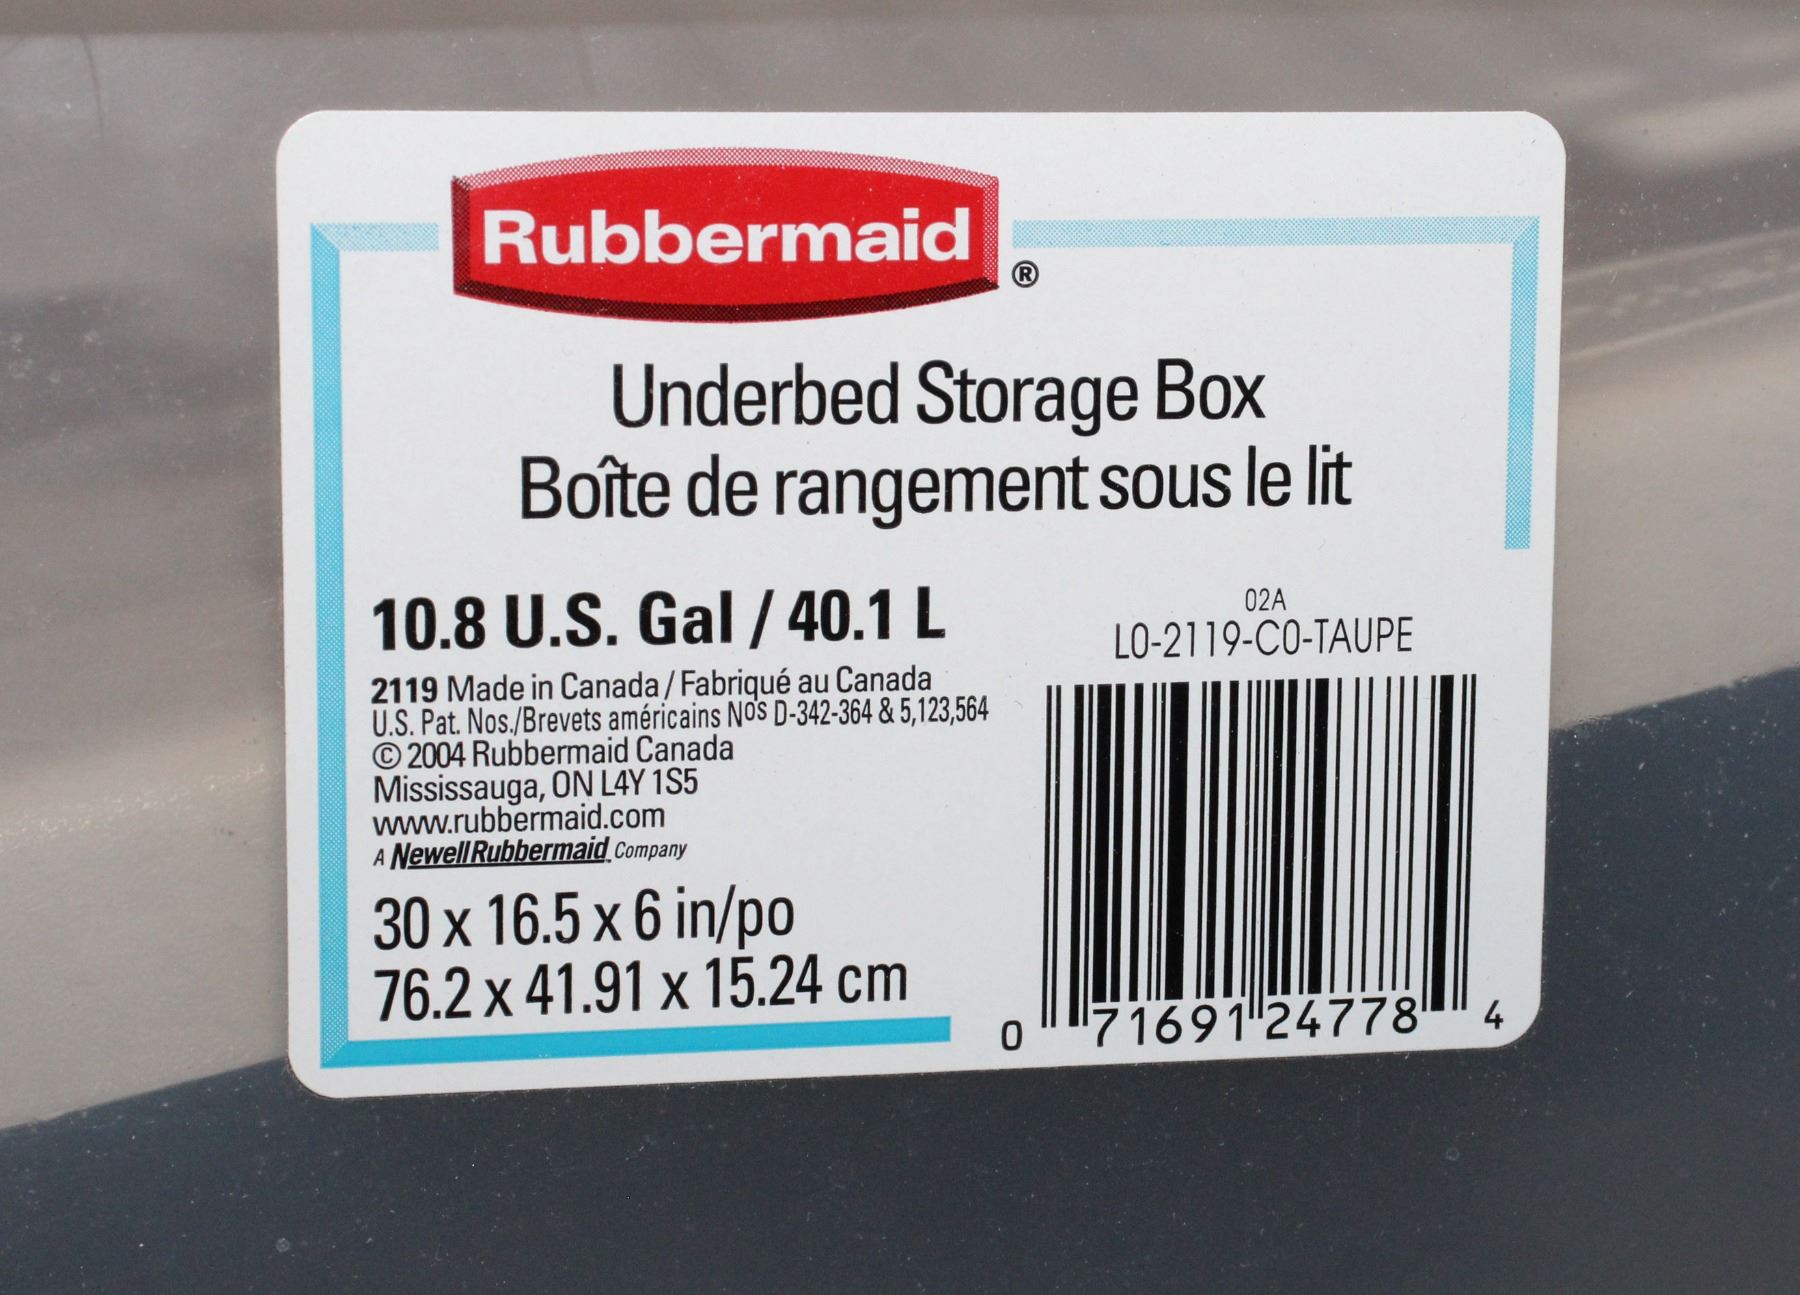 Rubbermaid®
Underbed Storage Box
Boîte de rangement sous le lit
10.8 U.S. Gal / 40.1 L
2119 Made in Canada / Fabriqué au Canada
U.S. Pat. Nos./Brevets américains Nos D-342-364 & 5,123,564
© 2004 Rubbermaid Canada
Mississauga, ON L4Y 1S5
www.rubbermaid.com
A NewellRubbermaid Company
30 x 16.5 x 6 in/po
76.2 x 41.91 x 15.24 cm
02A
L0-2119-C0-TAUPE
0 71691 24778 4